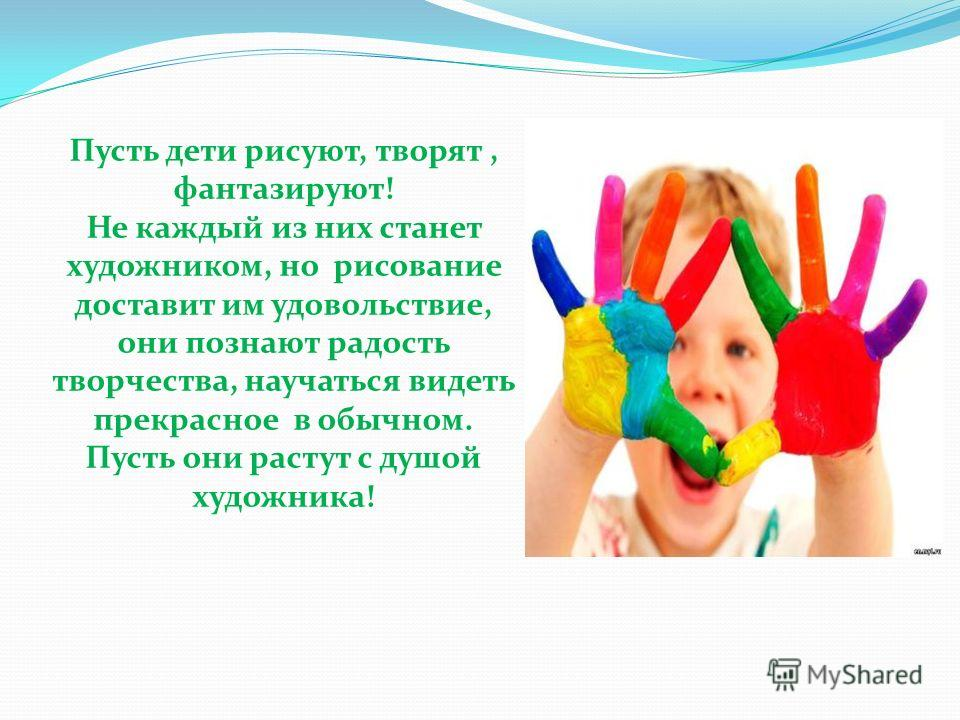 Пусть дети рисуют, творят ,
фантазируют!
Не каждый из них станет
художником, но рисование
доставит им удовольствие,
они познают радость
творчества, научаться видеть
прекрасное в обычном.
Пусть они растут с душой
художника!
MyShared